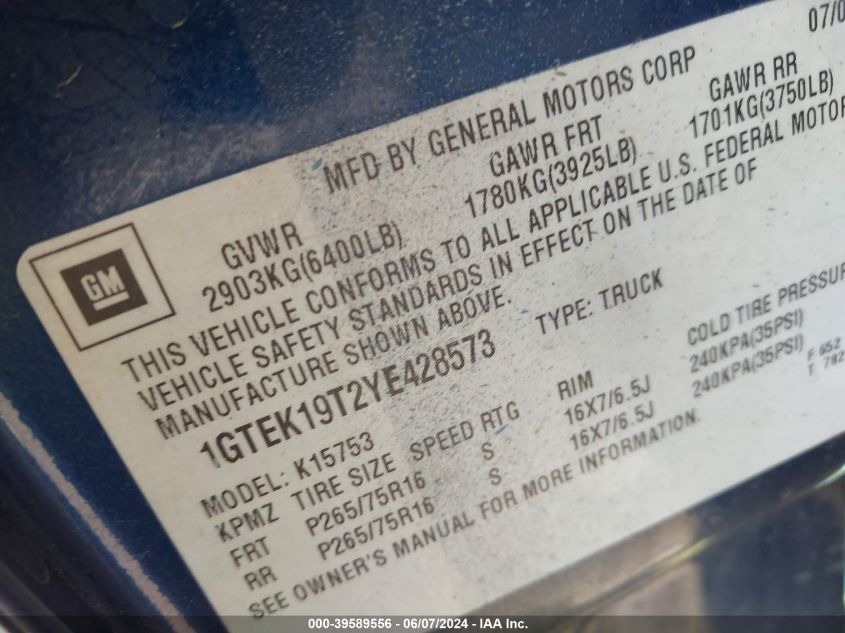 07/0
MFD BY GENERAL MOTORS CORP
GVWR GAWR FRT GAWR RR
2903KG(6400LB) 1780KG(3925LB) 1701KG(3750LB)
THIS VEHICLE CONFORMS TO ALL APPLICABLE U.S. FEDERAL MOTOR
VEHICLE SAFETY STANDARDS IN EFFECT ON THE DATE OF
MANUFACTURE SHOWN ABOVE.
1GTEK19T2YE428573 TYPE: TRUCK
MODEL: K15753
KPMZ TIRE SIZE SPEED RTG RIM COLD TIRE PRESSUR
FRT P265/75R16 S 16X7/6.5J 240KPA(35PSI)
RR P265/75R16 S 16X7/6.5J 240KPA(35PSI)
SEE OWNER'S MANUAL FOR MORE INFORMATION.
GM
000-39589556 - 06/07/2024 - IAA Inc.